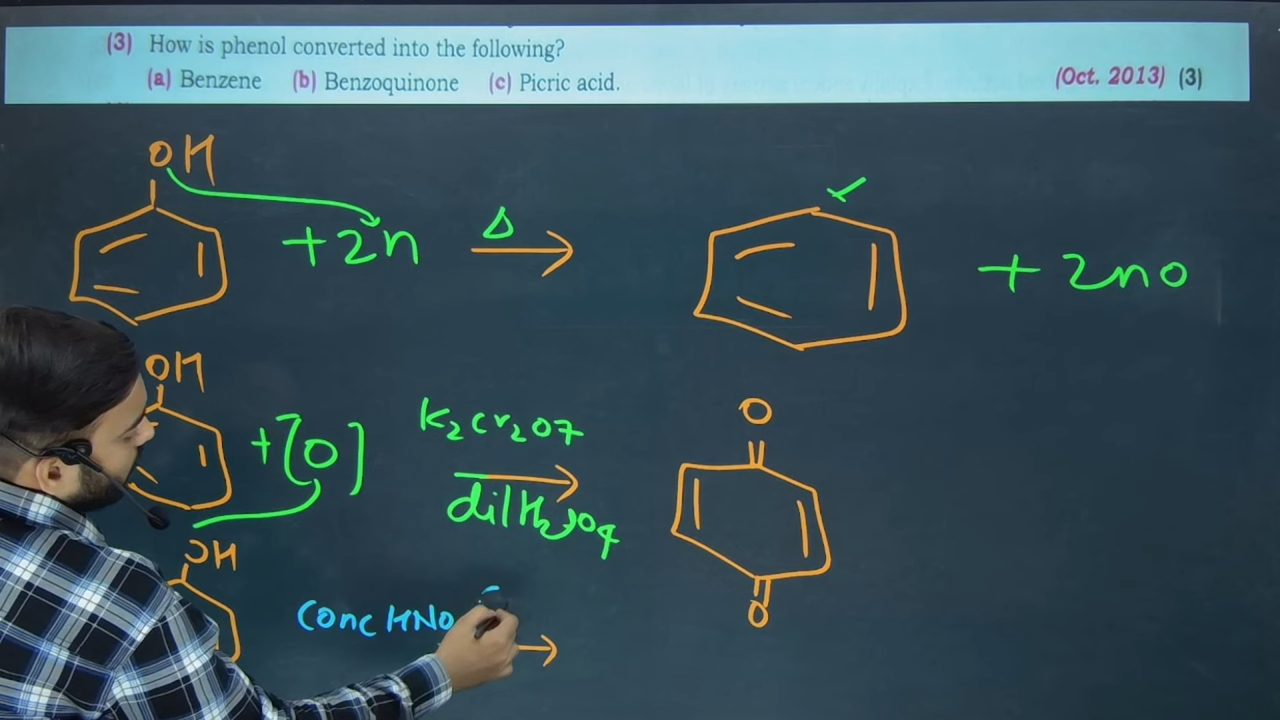 (3) How is phenol converted into the following?
(a) Benzene (b) Benzoquinone (c) Picric acid. (Oct. 2013) (3)
OH
+ 2n Δ + 2no
OH
+ [O] K2Cr2O7
dil H2SO4
O
O
OH
Conc HNO